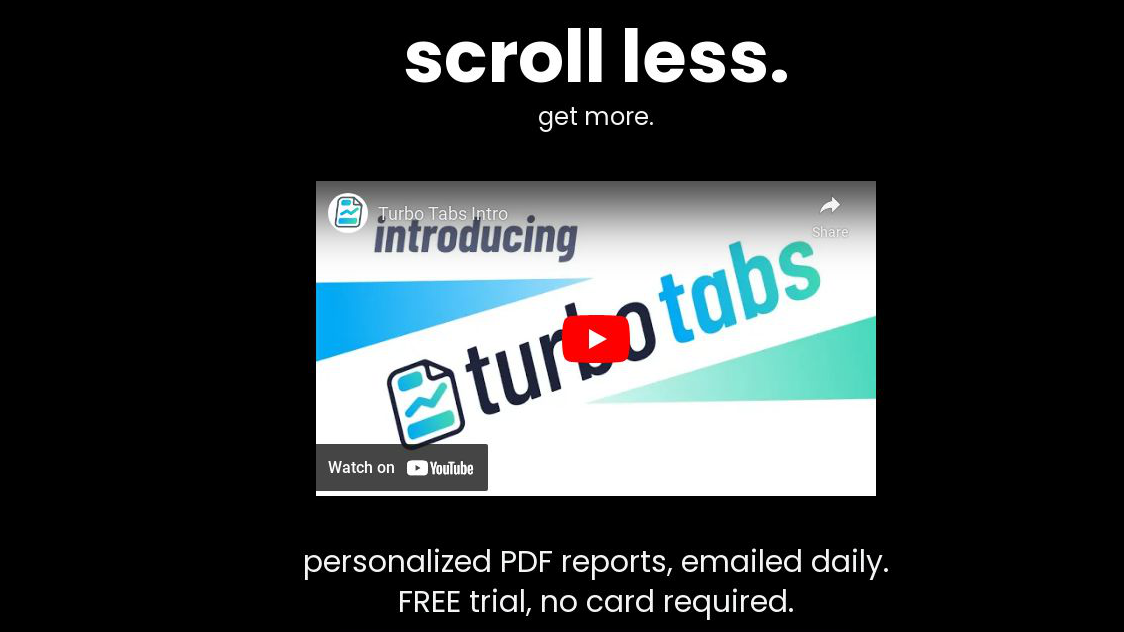 scroll less.
get more.
Turbo Tabs Intro
Share
introducing
turbo tabs
Watch on YouTube
personalized PDF reports, emailed daily.
FREE trial, no card required.